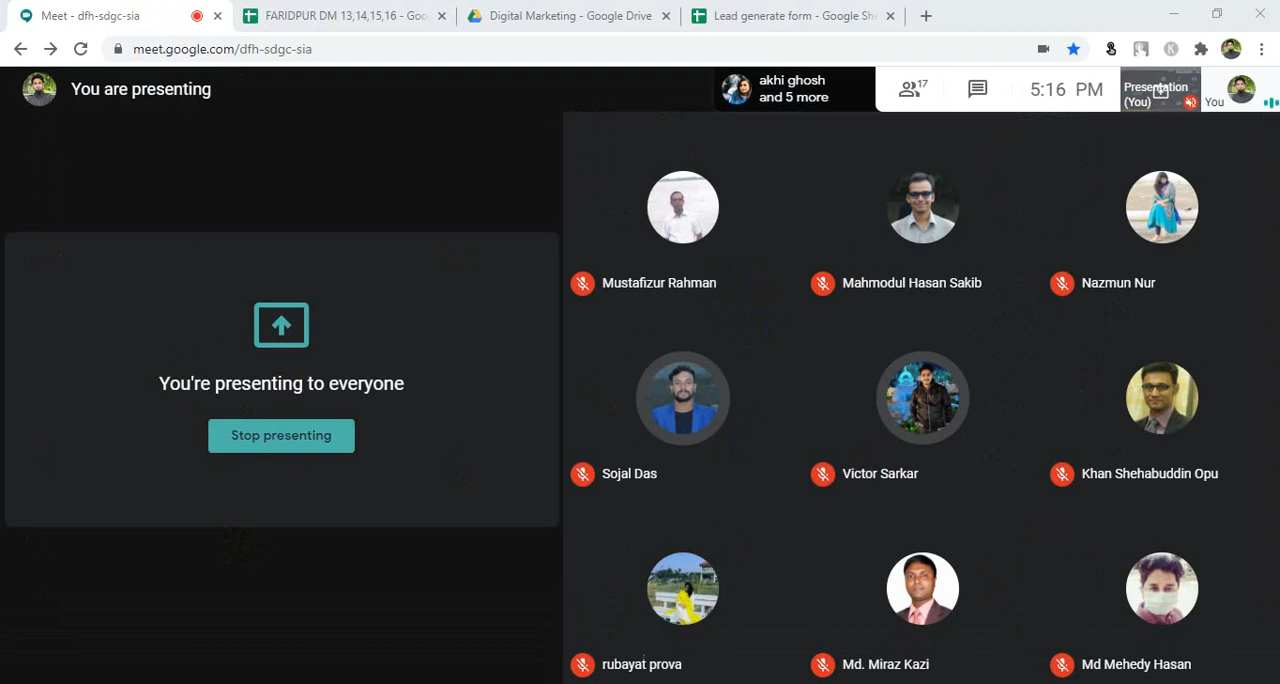 Meet - dfh-sdgc-sia
FARIDPUR DM 13,14,15,16 - Goo
Digital Marketing - Google Drive
Lead generate form - Google She
meet.google.com/dfh-sdgc-sia
You are presenting
akhi ghosh
and 5 more
17
5:16 PM
Presentation
(You)
You
Mustafizur Rahman
Mahmodul Hasan Sakib
Nazmun Nur
You're presenting to everyone
Stop presenting
Sojal Das
Victor Sarkar
Khan Shehabuddin Opu
rubayat prova
Md. Miraz Kazi
Md Mehedy Hasan